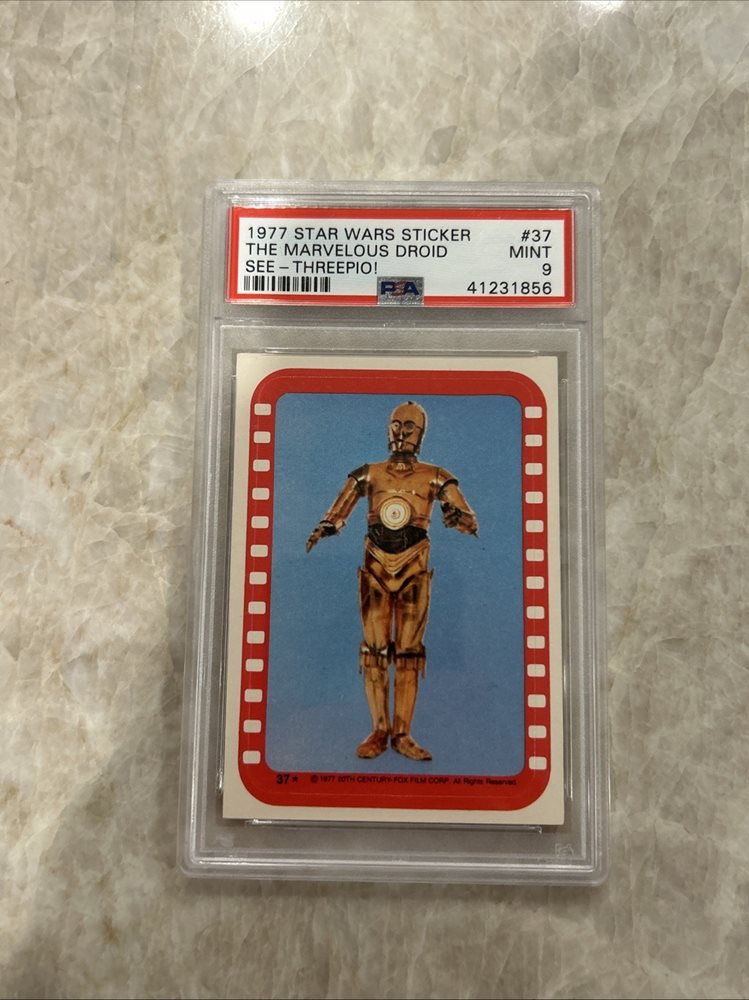 1977 STAR WARS STICKER #37
THE MARVELOUS DROID MINT
SEE-THREEPIO! 9
PSA 41231856
37★ © 1977 20TH CENTURY-FOX FILM CORP. All Rights Reserved.